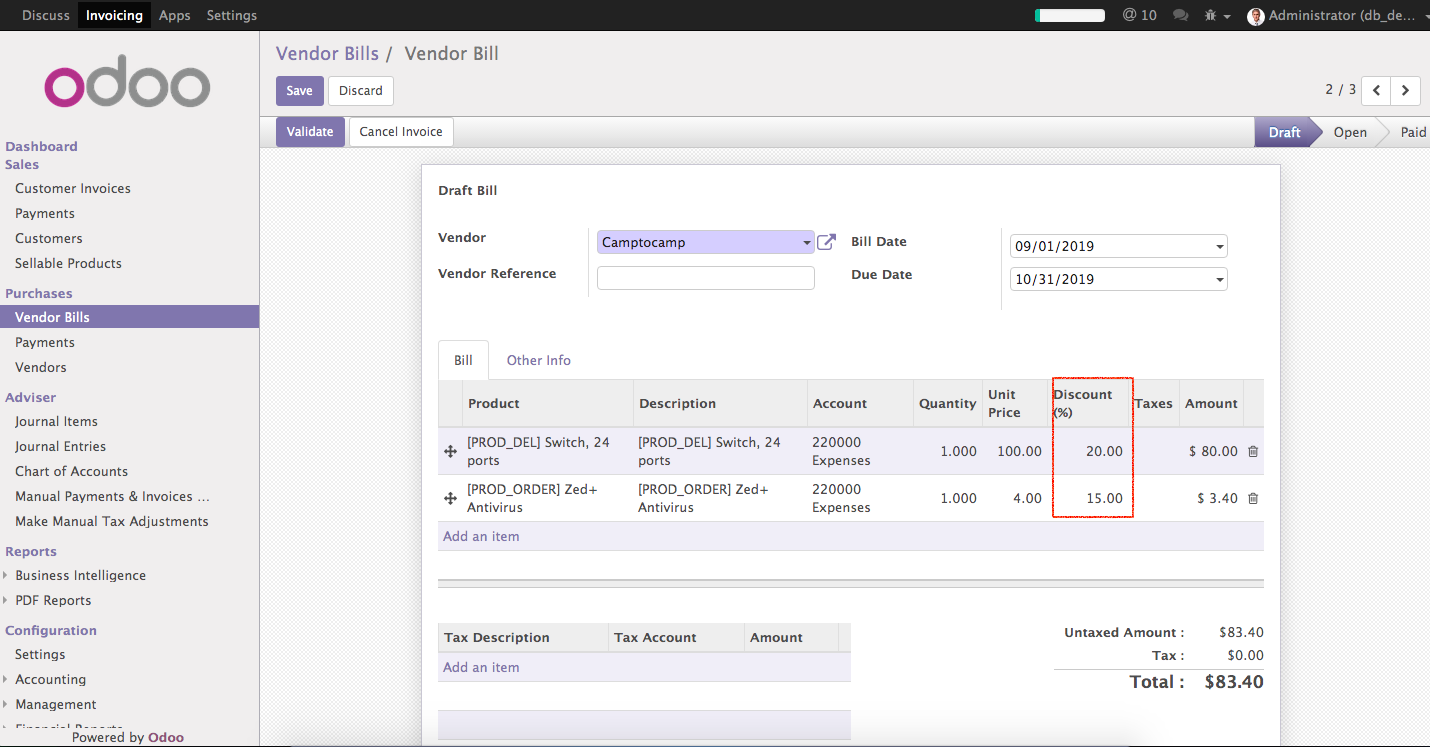 Discuss Invoicing Apps Settings
@ 10
Administrator (db_de...
odoo
Dashboard
Sales
Customer Invoices
Payments
Customers
Sellable Products
Purchases
Vendor Bills
Payments
Vendors
Adviser
Journal Items
Journal Entries
Chart of Accounts
Manual Payments & Invoices ...
Make Manual Tax Adjustments
Reports
Business Intelligence
PDF Reports
Configuration
Settings
Accounting
Management
Financial Reports
Powered by Odoo
Vendor Bills / Vendor Bill
Save Discard
2 / 3
Validate Cancel Invoice
Draft Open Paid
Draft Bill
Vendor Camptocamp
Vendor Reference
Bill Date 09/01/2019
Due Date 10/31/2019
Bill Other Info
Product Description Account Quantity Unit Price Discount (%) Taxes Amount
[PROD_DEL] Switch, 24 ports [PROD_DEL] Switch, 24 ports 220000 Expenses 1.000 100.00 20.00 $ 80.00
[PROD_ORDER] Zed+ Antivirus [PROD_ORDER] Zed+ Antivirus 220000 Expenses 1.000 4.00 15.00 $ 3.40
Add an item
Tax Description Tax Account Amount
Add an item
Untaxed Amount : $83.40
Tax : $0.00
Total : $83.40